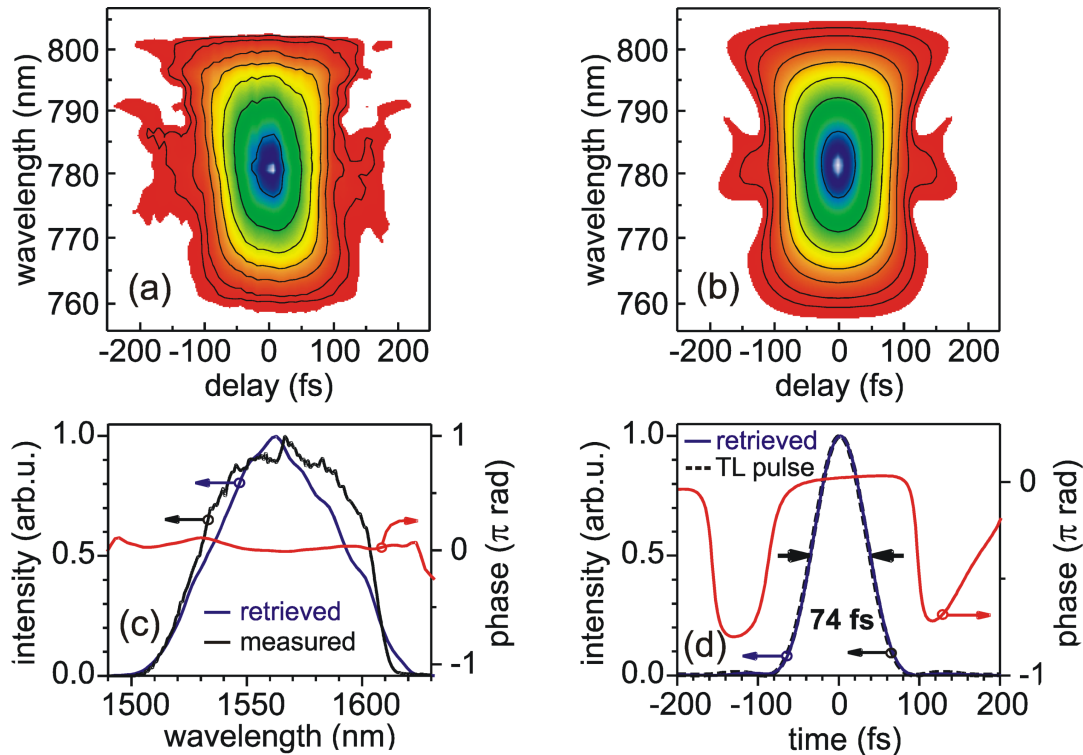 800
790
780
770
760
wavelength (nm)
(a)
-200 -100 0 100 200
delay (fs)
800
790
780
770
760
wavelength (nm)
(b)
-200 -100 0 100 200
delay (fs)
1.0
0.5
0.0
intensity (arb.u.)
retrieved
measured
(c)
1
0
-1
phase (π rad)
1500 1550 1600
wavelength (nm)
1.0
0.5
0.0
intensity (arb.u.)
retrieved
TL pulse
74 fs
(d)
0
-1
phase (π rad)
-200 -100 0 100 200
time (fs)